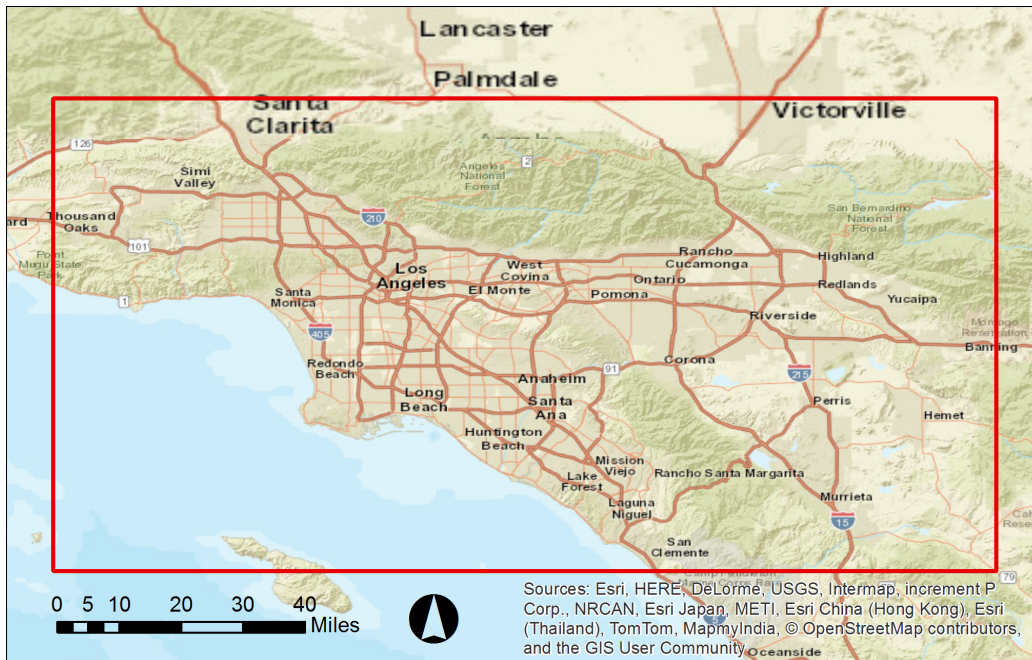 Lancaster
Palmdale
Santa
Clarita
Victorville
126
Simi
Valley
Angeles
National
Forest
2
San Bernardino
National
Forest
210
Thousand
Oaks
101
Point
Mugu State
Park
1
Los
Angeles
West
Covina
El Monte
Rancho
Cucamonga
Ontario
Pomona
Highland
Redlands
Yucaipa
Santa
Monica
405
Riverside
Morongo
Reservation
Banning
Redondo
Beach
Corona
91
215
Anaheim
Long
Beach
Santa
Ana
Perris
Hemet
Huntington
Beach
Mission
Viejo
Rancho Santa Margarita
Lake
Forest
Laguna
Niguel
Murrieta
15
San
Clemente
79
5
Oceanside
0 5 10 20 30 40
Miles
Sources: Esri, HERE, DeLorme, USGS, Intermap, increment P
Corp., NRCAN, Esri Japan, METI, Esri China (Hong Kong), Esri
(Thailand), TomTom, MapmyIndia, © OpenStreetMap contributors,
and the GIS User Community